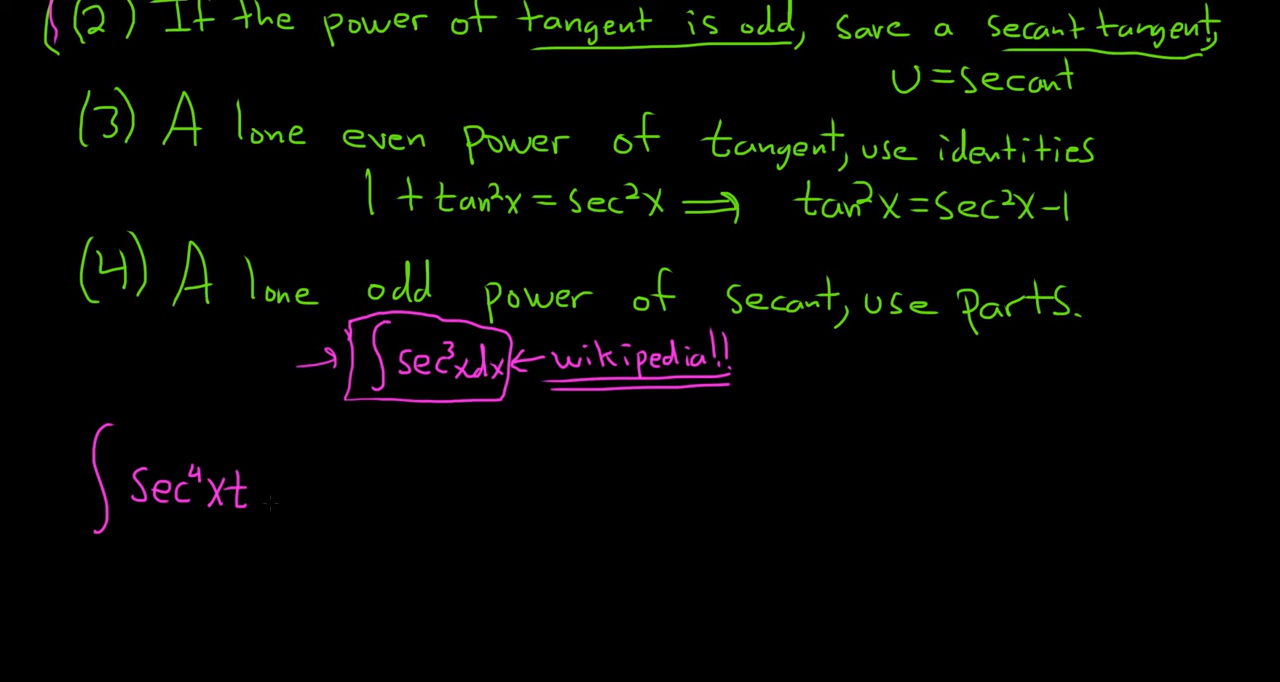 (2) If the power of tangent is odd, save a secant tangent,
u = secant
(3) A lone even power of tangent, use identities
1 + tan²x = sec²x ⟹ tan²x = sec²x - 1
(4) A lone odd power of secant, use parts.
→ ∫ sec³x dx ← wikipedia!!
∫ sec⁴x t